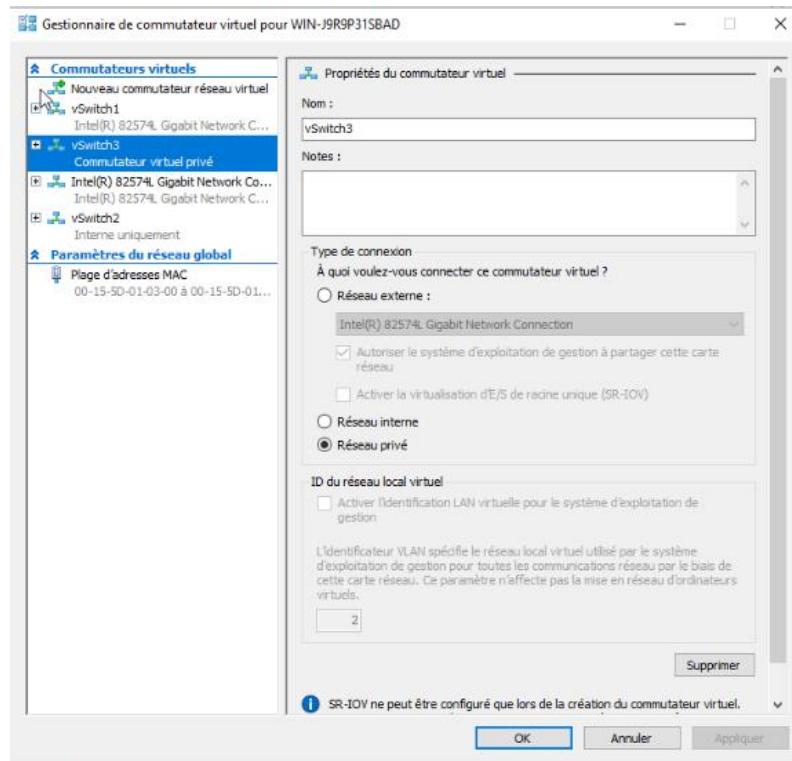 Gestionnaire de commutateur virtuel pour WIN-J9R9P31SBAD
Commutateurs virtuels
Nouveau commutateur réseau virtuel
vSwitch1
Intel(R) 82574L Gigabit Network C...
vSwitch3
Commutateur virtuel privé
Intel(R) 82574L Gigabit Network Co...
Intel(R) 82574L Gigabit Network C...
vSwitch2
Interne uniquement
Paramètres du réseau global
Plage d'adresses MAC
00-15-5D-01-03-00 à 00-15-5D-01...
Propriétés du commutateur virtuel
Nom :
vSwitch3
Notes :
Type de connexion
À quoi voulez-vous connecter ce commutateur virtuel ?
Réseau externe :
Intel(R) 82574L Gigabit Network Connection
Autoriser le système d'exploitation de gestion à partager cette carte
réseau
Activer la virtualisation d'E/S de racine unique (SR-IOV)
Réseau interne
Réseau privé
ID du réseau local virtuel
Activer l'identification LAN virtuelle pour le système d'exploitation de
gestion
L'identificateur VLAN spécifie le réseau local virtuel utilisé par le système
d'exploitation de gestion pour toutes les communications réseau par le biais de
cette carte réseau. Ce paramètre n'affecte pas la mise en réseau d'ordinateurs
virtuels.
2
Supprimer
SR-IOV ne peut être configuré que lors de la création du commutateur virtuel.
OK
Annuler
Appliquer